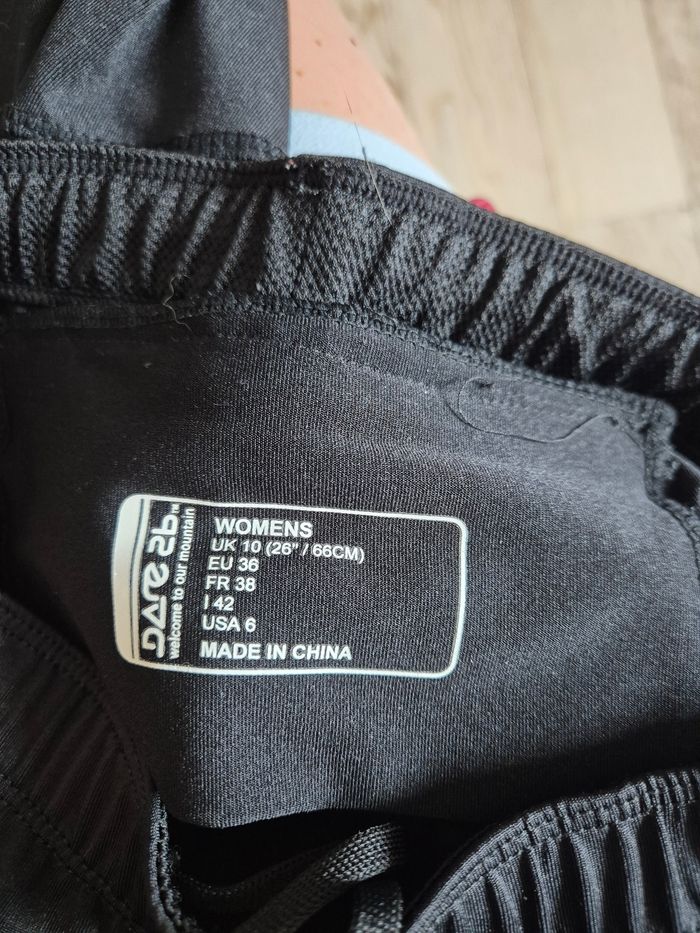 DARE 2b™
welcome to our mountain
WOMENS
UK 10 (26" / 66CM)
EU 36
FR 38
I 42
USA 6
MADE IN CHINA